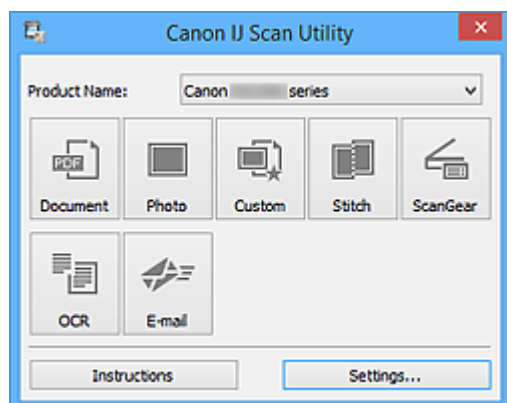 Canon IJ Scan Utility
Product Name: Canon series
PDF
Document Photo Custom Stitch ScanGear
OCR E-mail
Instructions Settings...